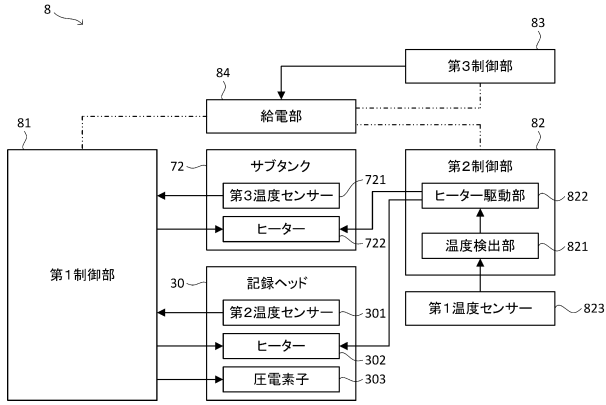 8
83
第3制御部
84
給電部
81
第1制御部
72
サブタンク
第3温度センサー
721
ヒーター
722
82
第2制御部
ヒーター駆動部
822
温度検出部
821
第1温度センサー
823
30
記録ヘッド
第2温度センサー
301
ヒーター
302
圧電素子
303